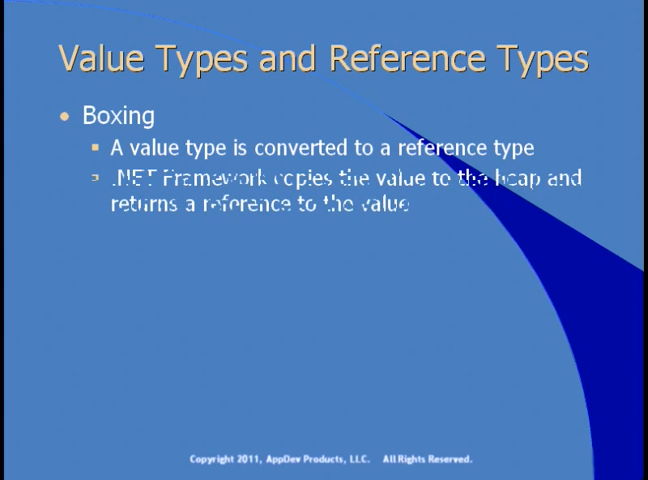 Value Types and Reference Types
Boxing
A value type is converted to a reference type
.NET Framework copies the value to the heap and
returns a reference to the value
Copyright 2011, AppDev Products, LLC. All Rights Reserved.